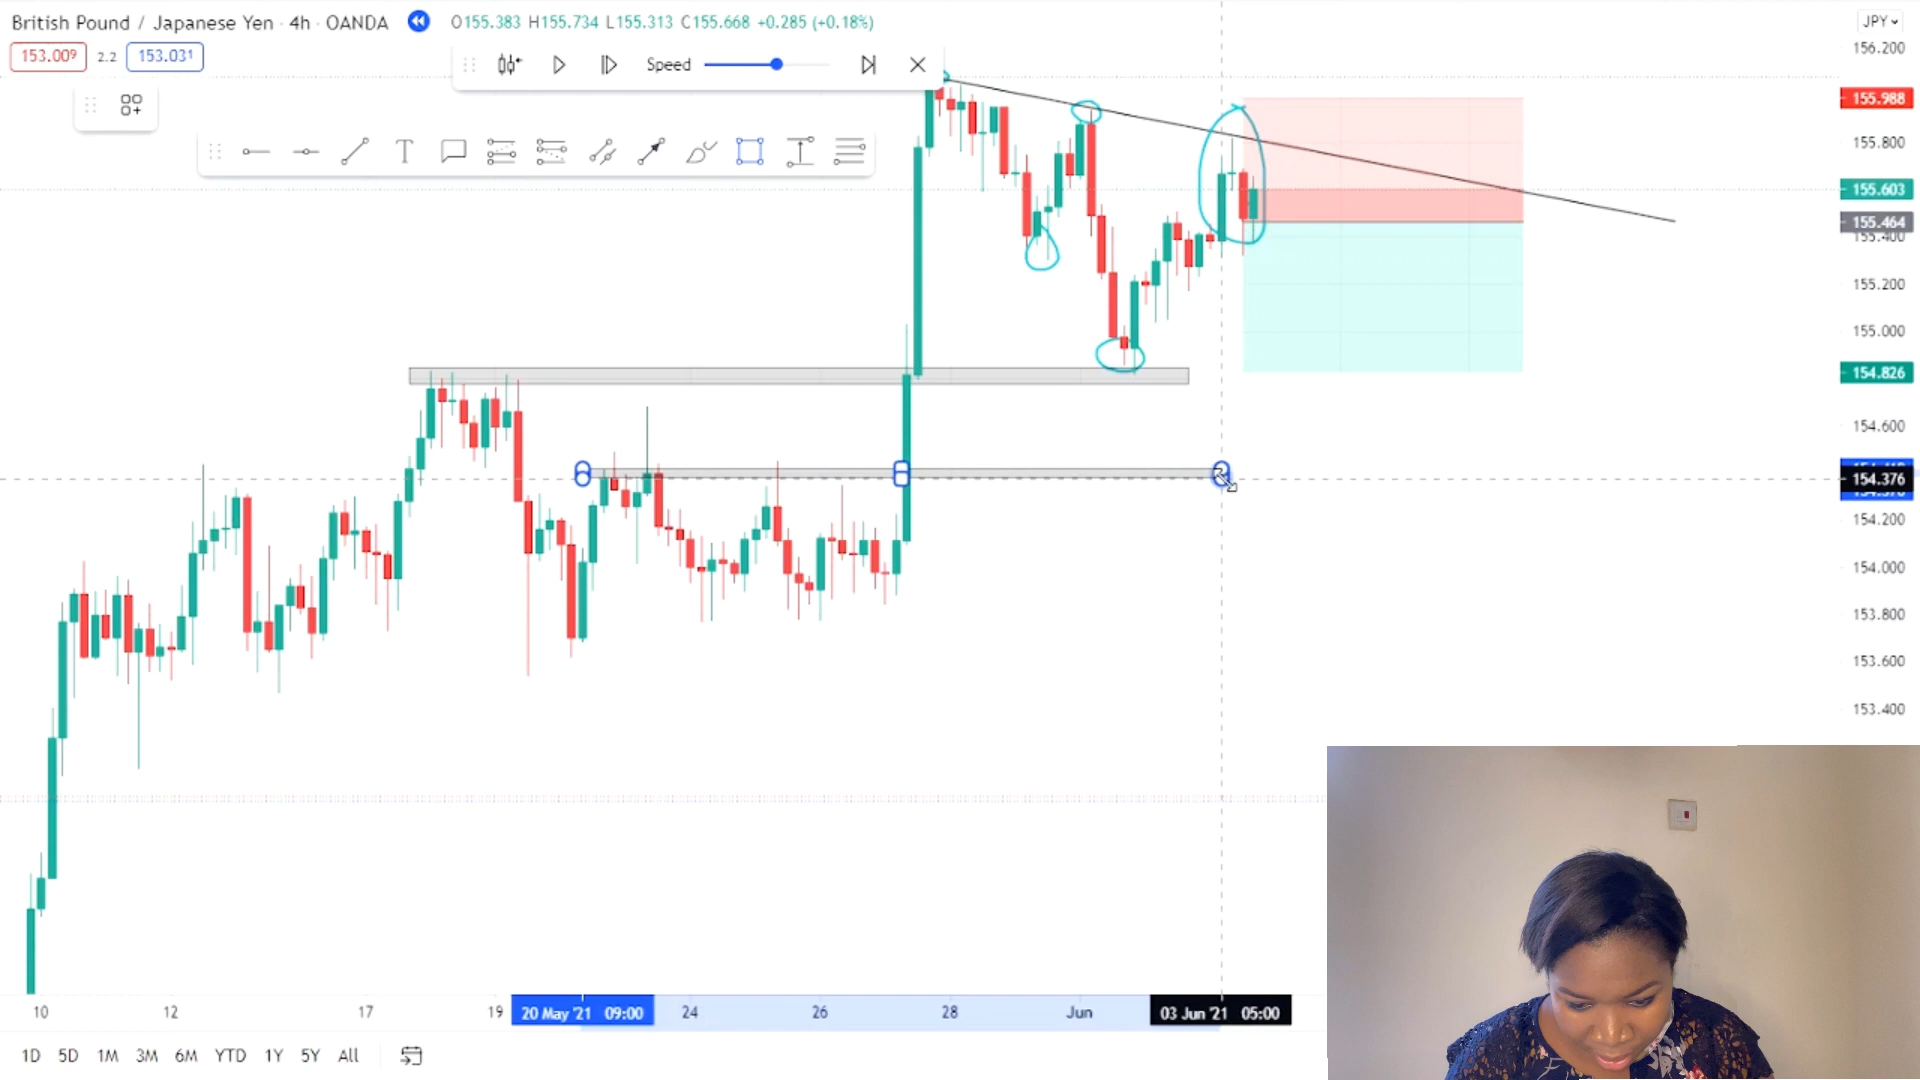 British Pound / Japanese Yen · 4h · OANDA O155.383 H155.734 L155.313 C155.668 +0.285 (+0.18%)
JPY
153.009 2.2 153.031
Speed
T
156.200
155.988
155.800
155.603
155.464
155.400
155.200
155.000
154.826
154.600
154.376
154.200
154.000
153.800
153.600
153.400
10 12 17 19 20 May '21 09:00 24 26 28 Jun 03 Jun '21 05:00
1D 5D 1M 3M 6M YTD 1Y 5Y All